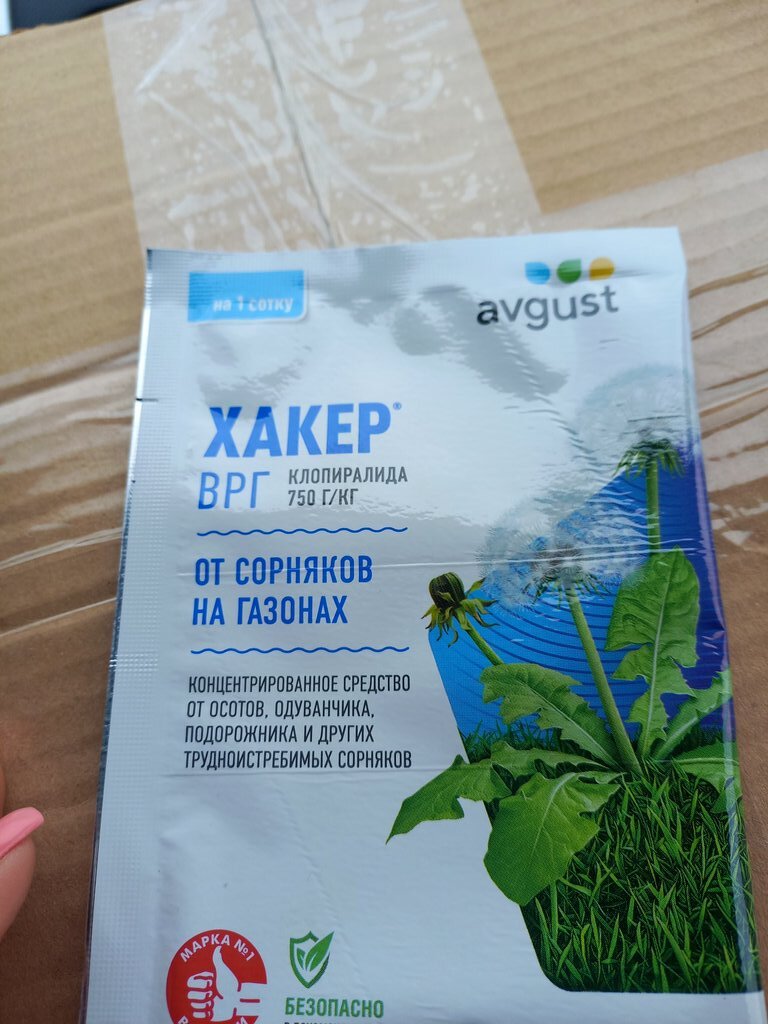 на 1 сотку
avgust
ХАКЕР®
ВРГ
КЛОПИРАЛИДА
750 Г/КГ
ОТ СОРНЯКОВ
НА ГАЗОНАХ
КОНЦЕНТРИРОВАННОЕ СРЕДСТВО
ОТ ОСОТОВ, ОДУВАНЧИКА,
ПОДОРОЖНИКА И ДРУГИХ
ТРУДНОИСТРЕБИМЫХ СОРНЯКОВ
МАРКА №1
БЕЗОПАСНО